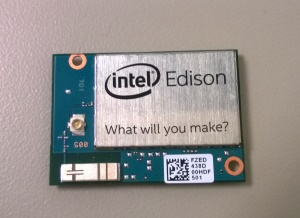 intel Edison
What will you make?
FZED
438D
00HDF
501